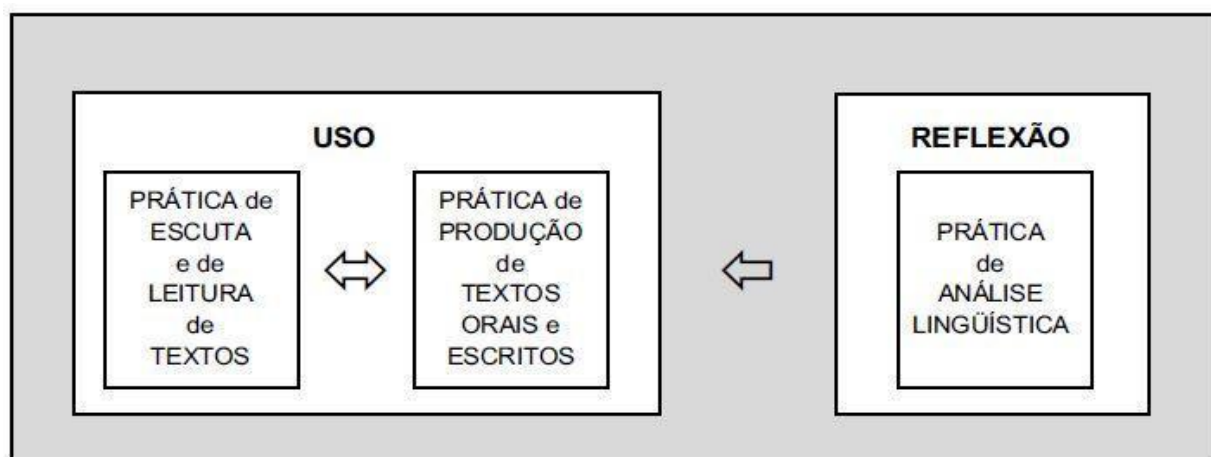 USO
PRÁTICA de
ESCUTA
e de
LEITURA
de
TEXTOS
PRÁTICA de
PRODUÇÃO
de
TEXTOS
ORAIS e
ESCRITOS
REFLEXÃO
PRÁTICA
de
ANÁLISE
LINGÜÍSTICA